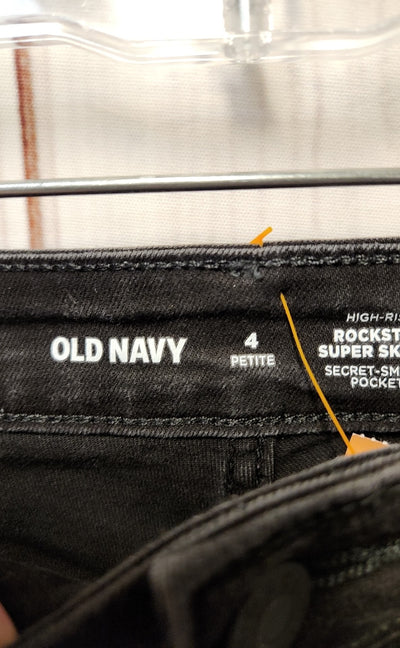 OLD NAVY
4
PETITE
HIGH-RIS
ROCKST
SUPER SK
SECRET-SM
POCKET